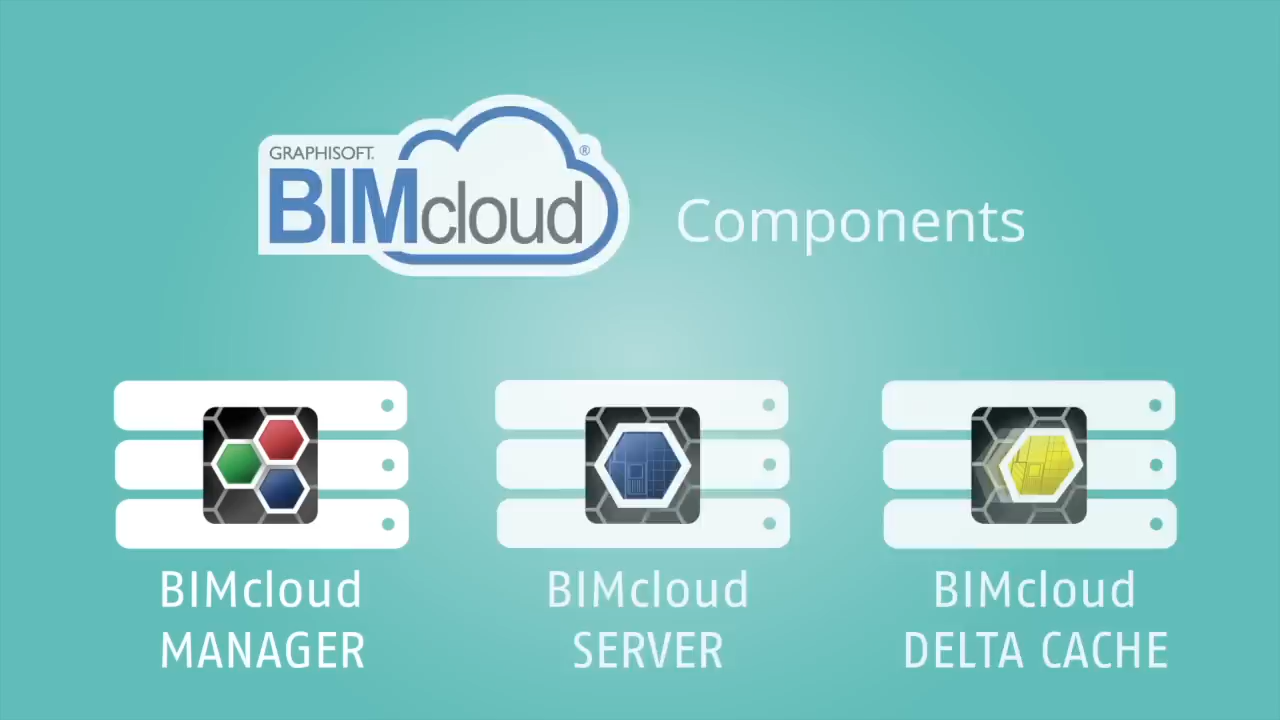 GRAPHISOFT.
BIMcloud®
Components
BIMcloud
MANAGER
BIMcloud
SERVER
BIMcloud
DELTA CACHE